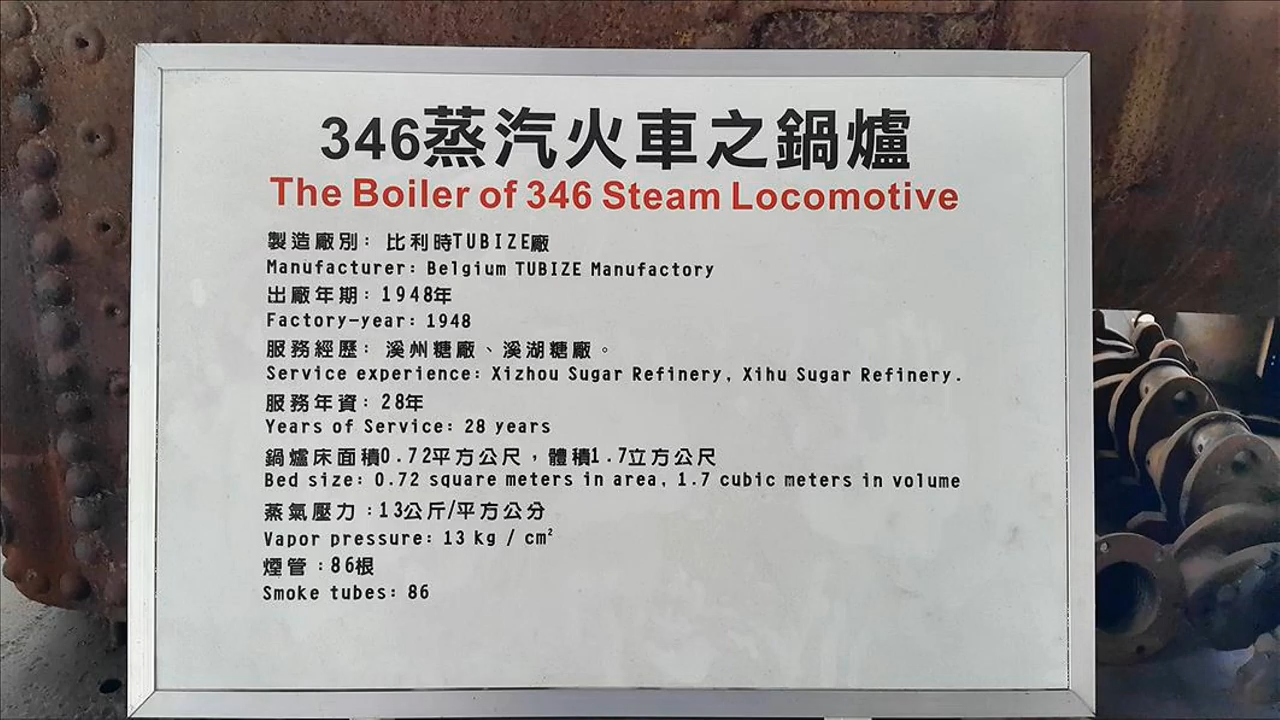 346蒸汽火車之鍋爐
The Boiler of 346 Steam Locomotive
製造廠別：比利時TUBIZE廠
Manufacturer: Belgium TUBIZE Manufactory
出廠年期：1948年
Factory-year: 1948
服務經歷：溪州糖廠、溪湖糖廠。
Service experience: Xizhou Sugar Refinery, Xihu Sugar Refinery.
服務年資：28年
Years of Service: 28 years
鍋爐床面積0.72平方公尺，體積1.7立方公尺
Bed size: 0.72 square meters in area, 1.7 cubic meters in volume
蒸氣壓力：13公斤/平方公分
Vapor pressure: 13 kg / cm²
煙管：86根
Smoke tubes: 86